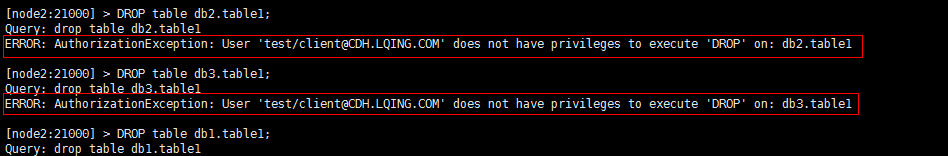 [node2:21000] > DROP table db2.table1;
Query: drop table db2.table1
ERROR: AuthorizationException: User 'test/client@CDH.LQING.COM' does not have privileges to execute 'DROP' on: db2.table1
[node2:21000] > DROP table db3.table1;
Query: drop table db3.table1
ERROR: AuthorizationException: User 'test/client@CDH.LQING.COM' does not have privileges to execute 'DROP' on: db3.table1
[node2:21000] > DROP table db1.table1;
Query: drop table db1.table1